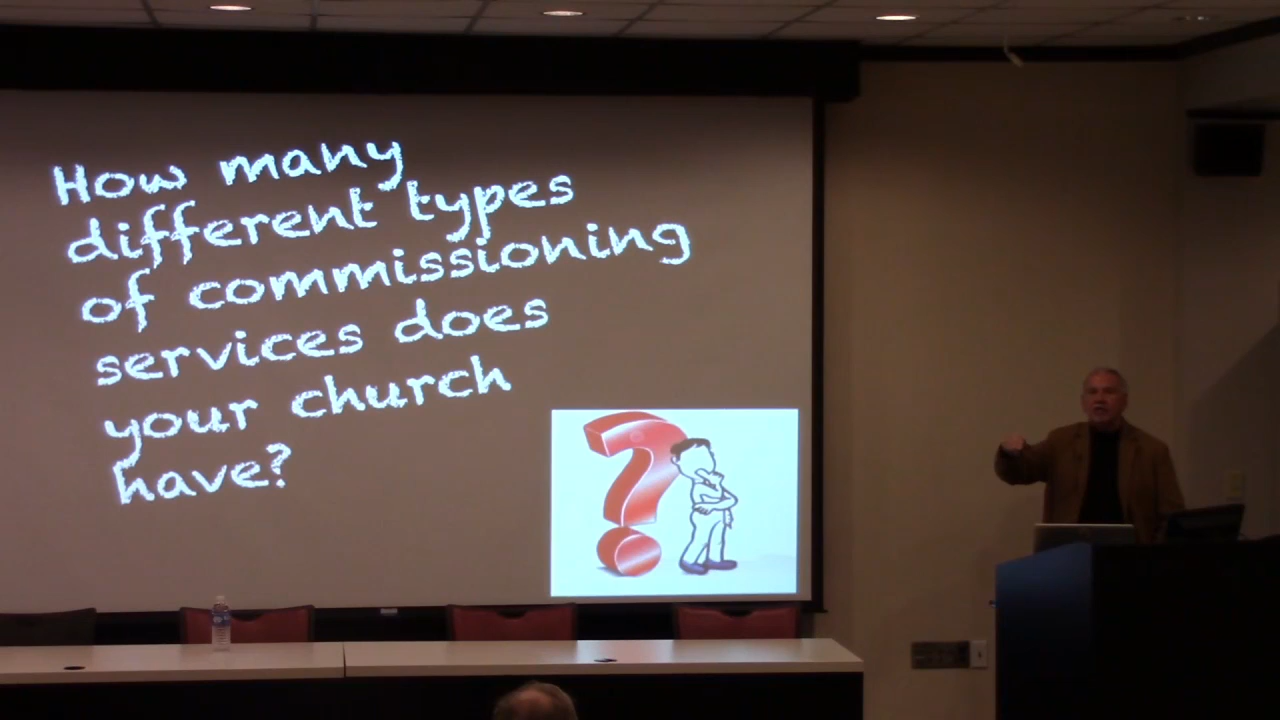 How many
different types
of commissioning
services does
your church
have?